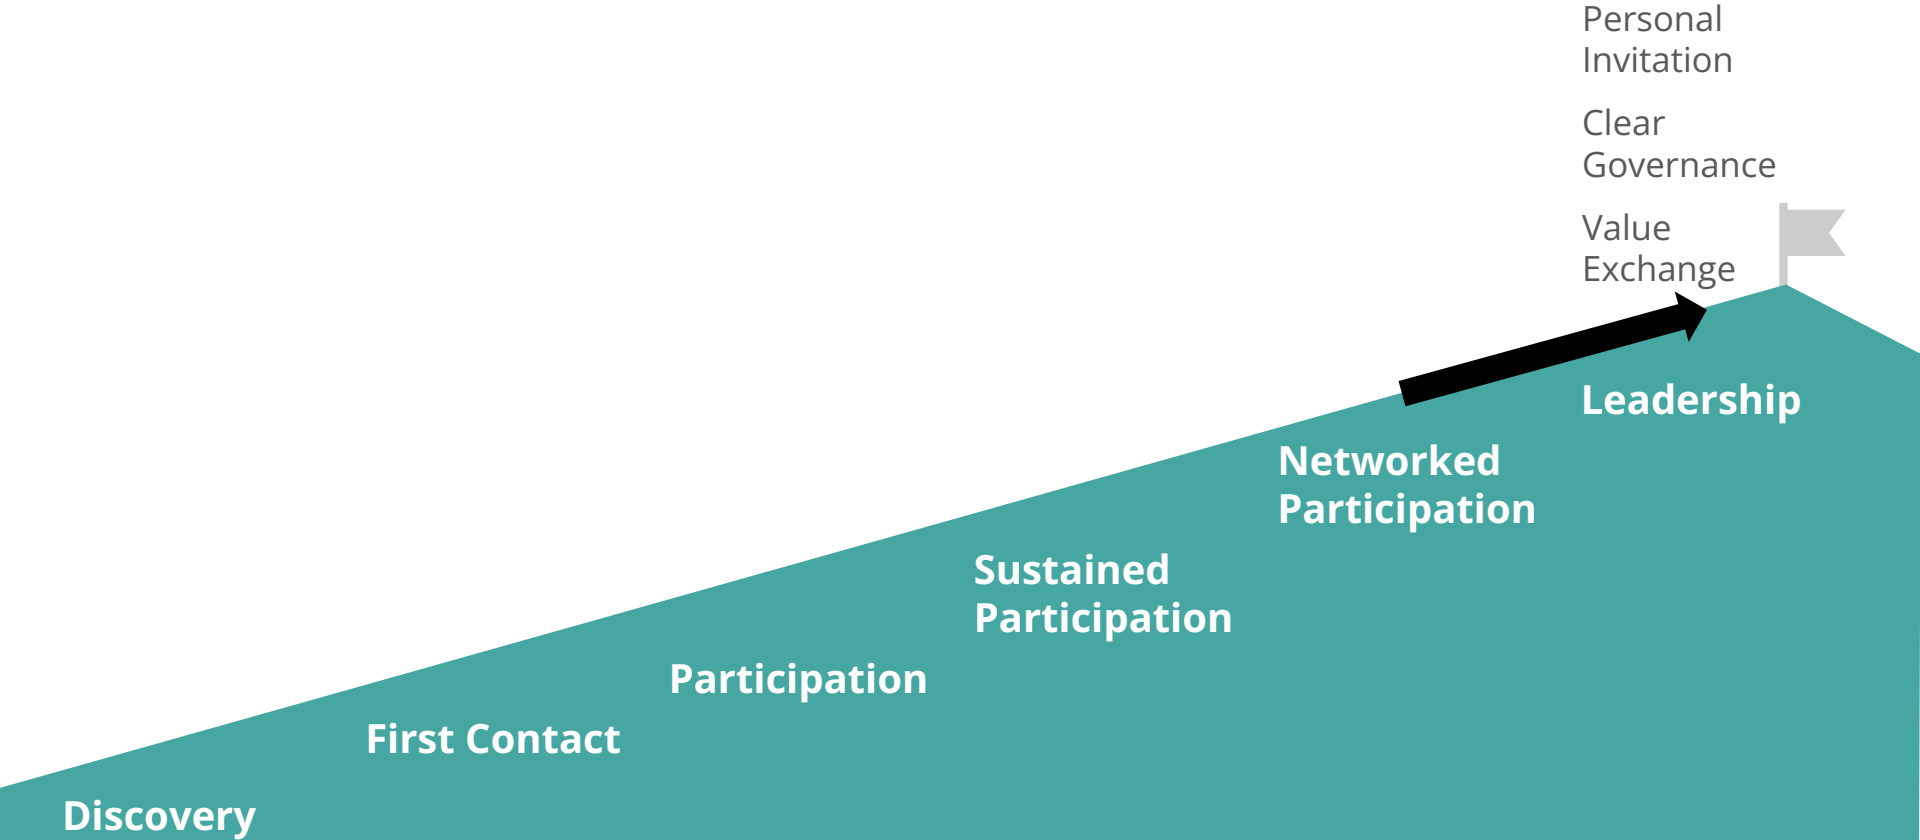 Personal
Invitation
Clear
Governance
Value
Exchange
Leadership
Networked
Participation
Sustained
Participation
Participation
First Contact
Discovery